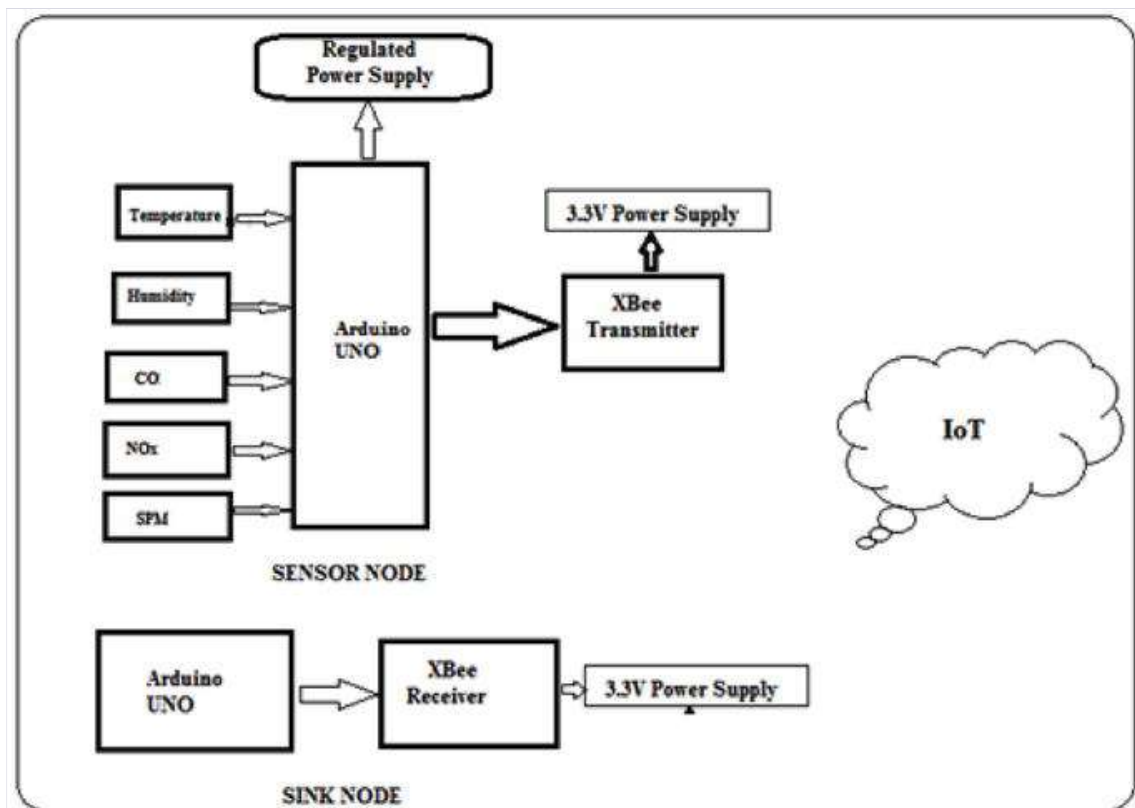 Regulated
Power Supply
Temperature
Humidity
CO
NOx
SPM
Arduino
UNO
3.3V Power Supply
XBee
Transmitter
IoT
SENSOR NODE
Arduino
UNO
XBee
Receiver
3.3V Power Supply
SINK NODE